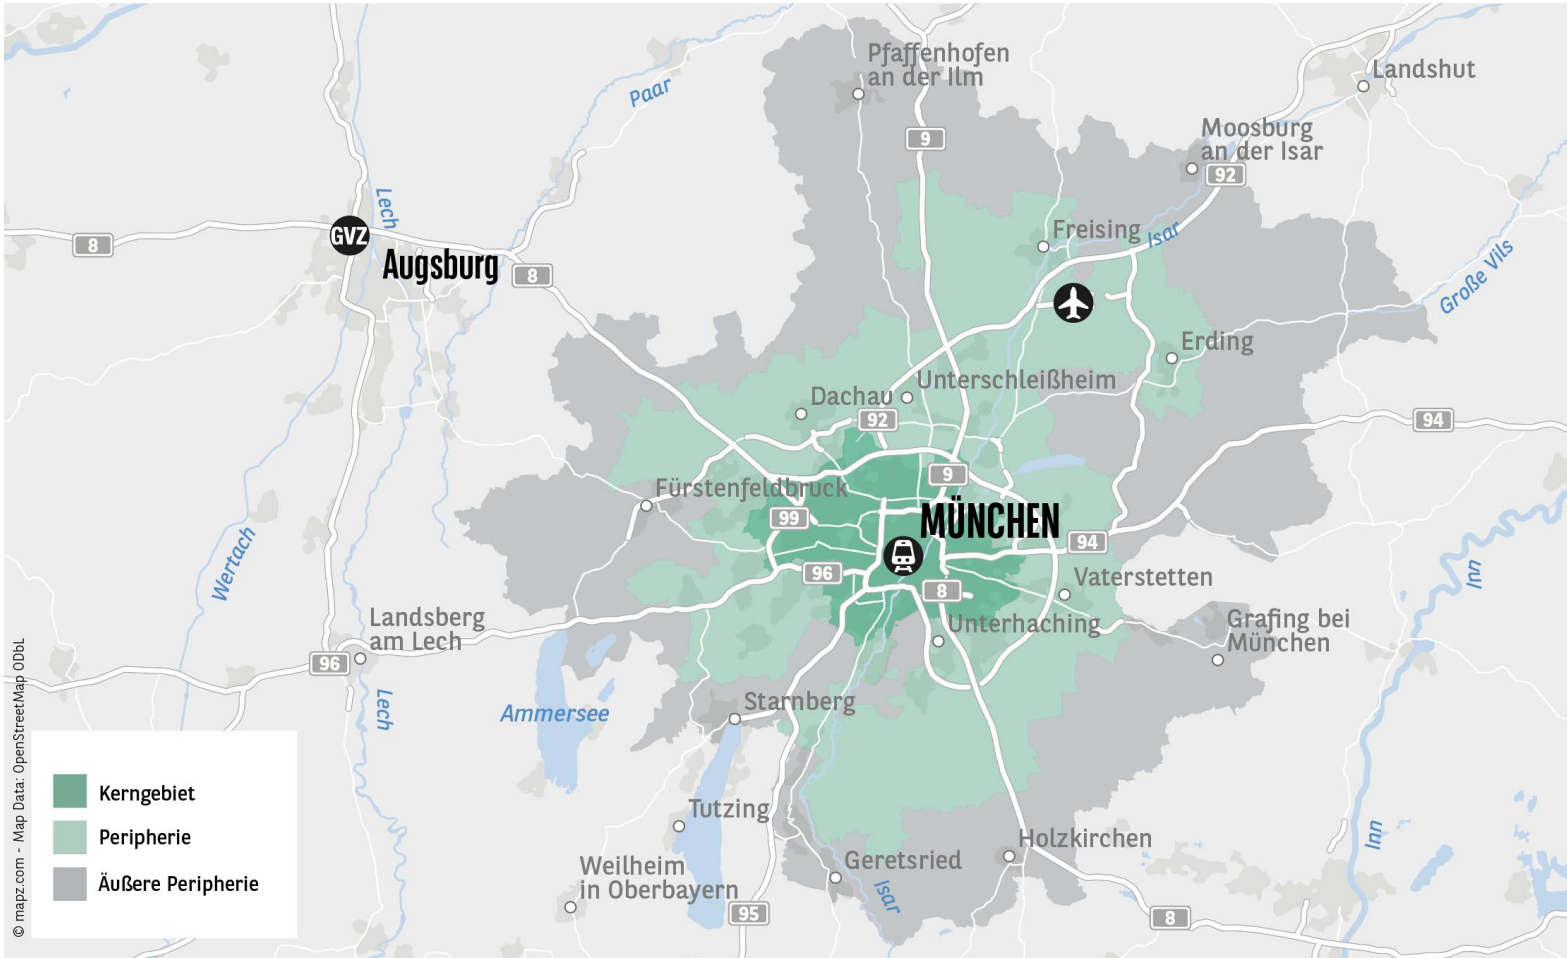 Pfaffenhofen
an der Ilm
Landshut
Paar
Moosburg
an der Isar
9
92
Lech
GVZ
Freising
Isar
8
Augsburg
8
Große Vils
Erding
Unterschleißheim
Dachau
92
94
9
Fürstenfeldbruck
99
MÜNCHEN
94
Wertach
96
Vaterstetten
Inn
8
Landsberg
am Lech
Unterhaching
Grafing bei
München
96
Lech
Ammersee
Starnberg
Tutzing
Inn
Holzkirchen
Weilheim
in Oberbayern
Geretsried
Isar
95
8
Kerngebiet
Peripherie
Äußere Peripherie
© mapz.com - Map Data: OpenStreetMap ODbL